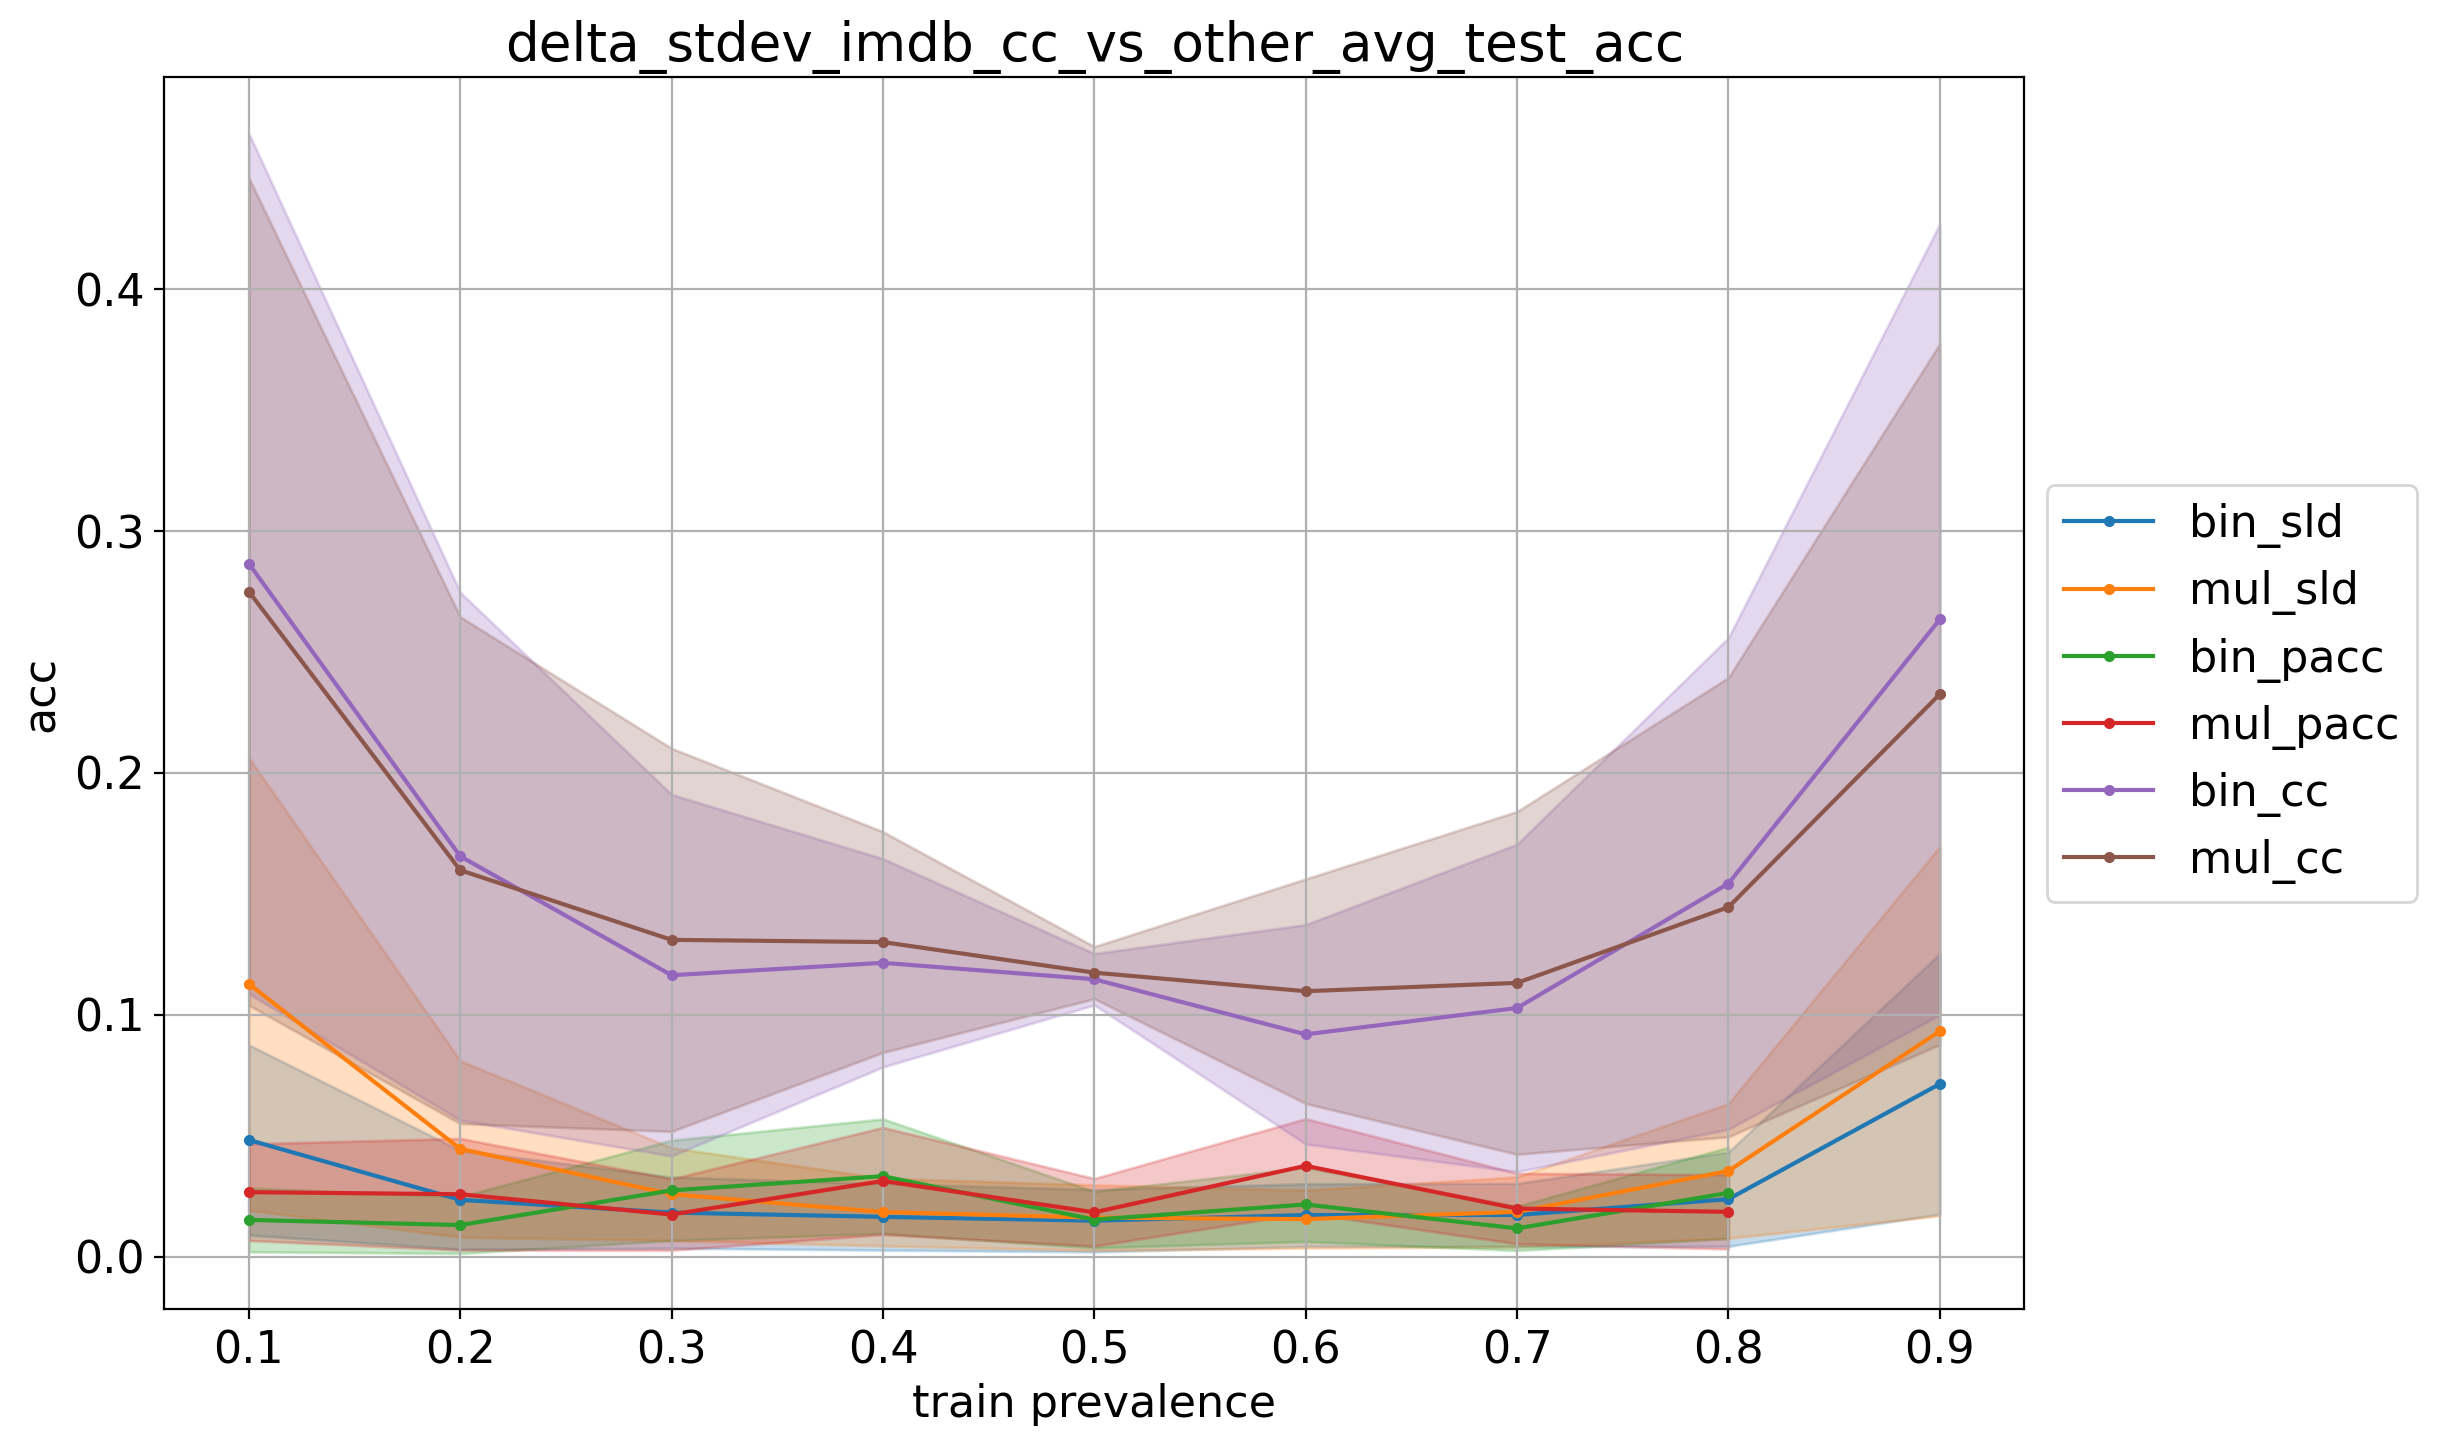 delta_stdev_imdb_cc_vs_other_avg_test_acc
acc
0.4
0.3
0.2
0.1
0.0
0.1 0.2 0.3 0.4 0.5 0.6 0.7 0.8 0.9
train prevalence
bin_sld
mul_sld
bin_pacc
mul_pacc
bin_cc
mul_cc